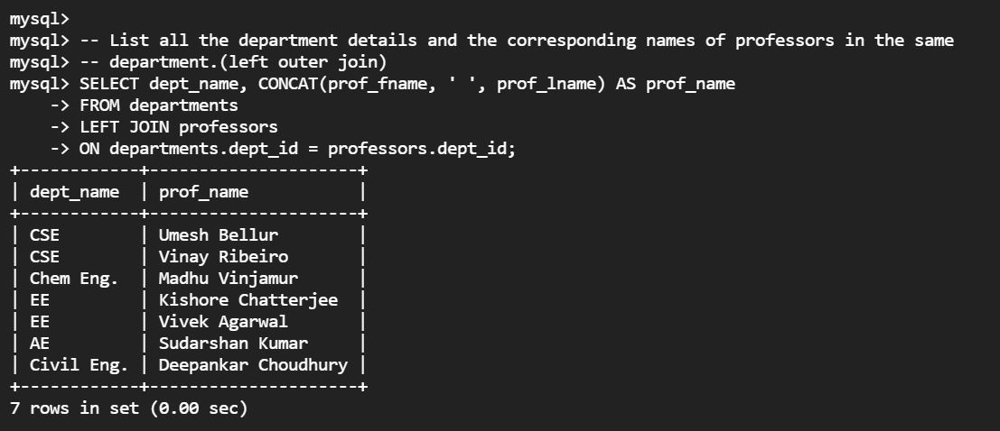 mysql>
mysql> -- List all the department details and the corresponding names of professors in the same
mysql> -- department.(left outer join)
mysql> SELECT dept_name, CONCAT(prof_fname, ' ', prof_lname) AS prof_name
    -> FROM departments
    -> LEFT JOIN professors
    -> ON departments.dept_id = professors.dept_id;
+------------+---------------------+
| dept_name  | prof_name           |
+------------+---------------------+
| CSE        | Umesh Bellur        |
| CSE        | Vinay Ribeiro       |
| Chem Eng.  | Madhu Vinjamur      |
| EE         | Kishore Chatterjee  |
| EE         | Vivek Agarwal       |
| AE         | Sudarshan Kumar     |
| Civil Eng. | Deepankar Choudhury |
+------------+---------------------+
7 rows in set (0.00 sec)